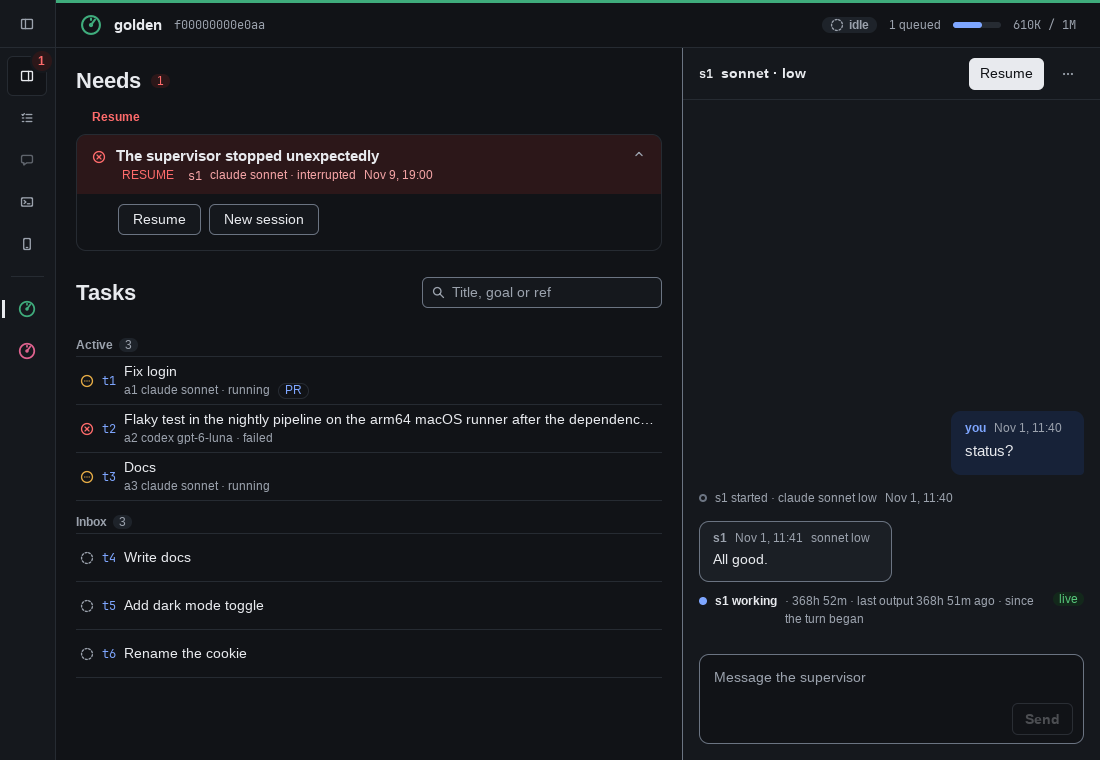 golden f00000000e0aa
idle 1 queued 610K / 1M
1
Needs 1
Resume
The supervisor stopped unexpectedly
RESUME s1 claude sonnet · interrupted Nov 9, 19:00
Resume New session
Tasks
Title, goal or ref
Active 3
t1 Fix login
a1 claude sonnet · running PR
t2 Flaky test in the nightly pipeline on the arm64 macOS runner after the dependenc…
a2 codex gpt-6-luna · failed
t3 Docs
a3 claude sonnet · running
Inbox 3
t4 Write docs
t5 Add dark mode toggle
t6 Rename the cookie
s1 sonnet · low Resume
you Nov 1, 11:40
status?
s1 started · claude sonnet low Nov 1, 11:40
s1 Nov 1, 11:41 sonnet low
All good.
s1 working · 368h 52m · last output 368h 51m ago · since live
the turn began
Message the supervisor
Send